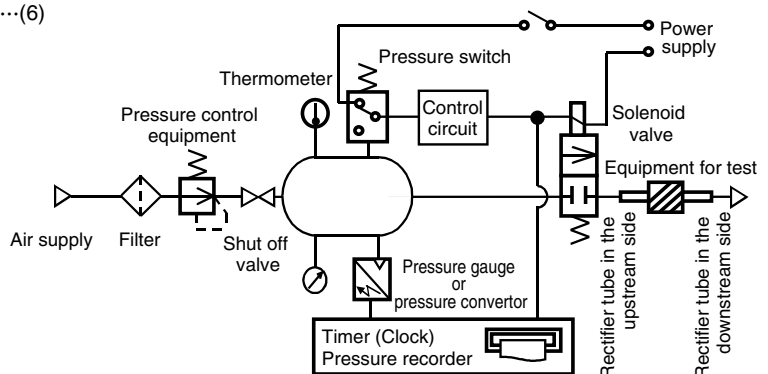 …(6)
Power
supply
Pressure switch
Thermometer
Pressure control
equipment
Control
circuit
Solenoid
valve
Equipment for test
Air supply
Filter
Shut off
valve
Pressure gauge
or
pressure convertor
Rectifier tube in the
upstream side
Rectifier tube in the
downstream side
Timer (Clock)
Pressure recorder